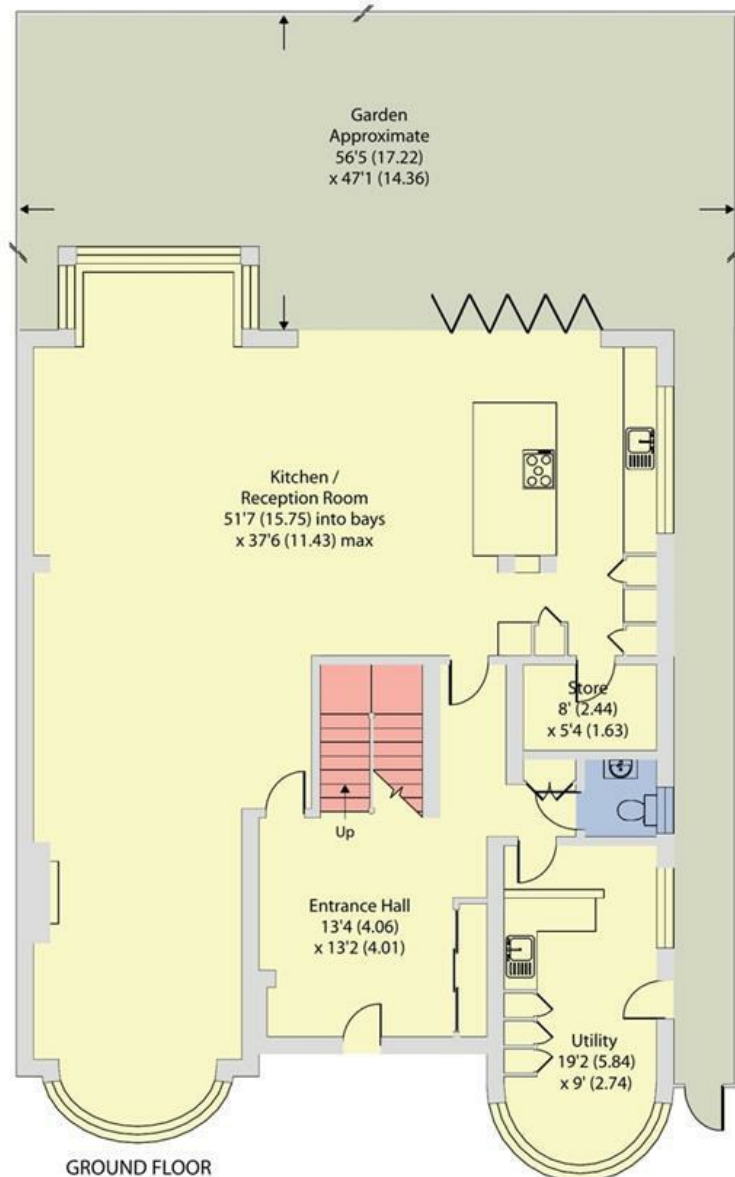 Garden
Approximate
56'5 (17.22)
x 47'1 (14.36)
Kitchen /
Reception Room
51'7 (15.75) into bays
x 37'6 (11.43) max
Store
8' (2.44)
x 5'4 (1.63)
Up
Entrance Hall
13'4 (4.06)
x 13'2 (4.01)
Utility
19'2 (5.84)
x 9' (2.74)
GROUND FLOOR